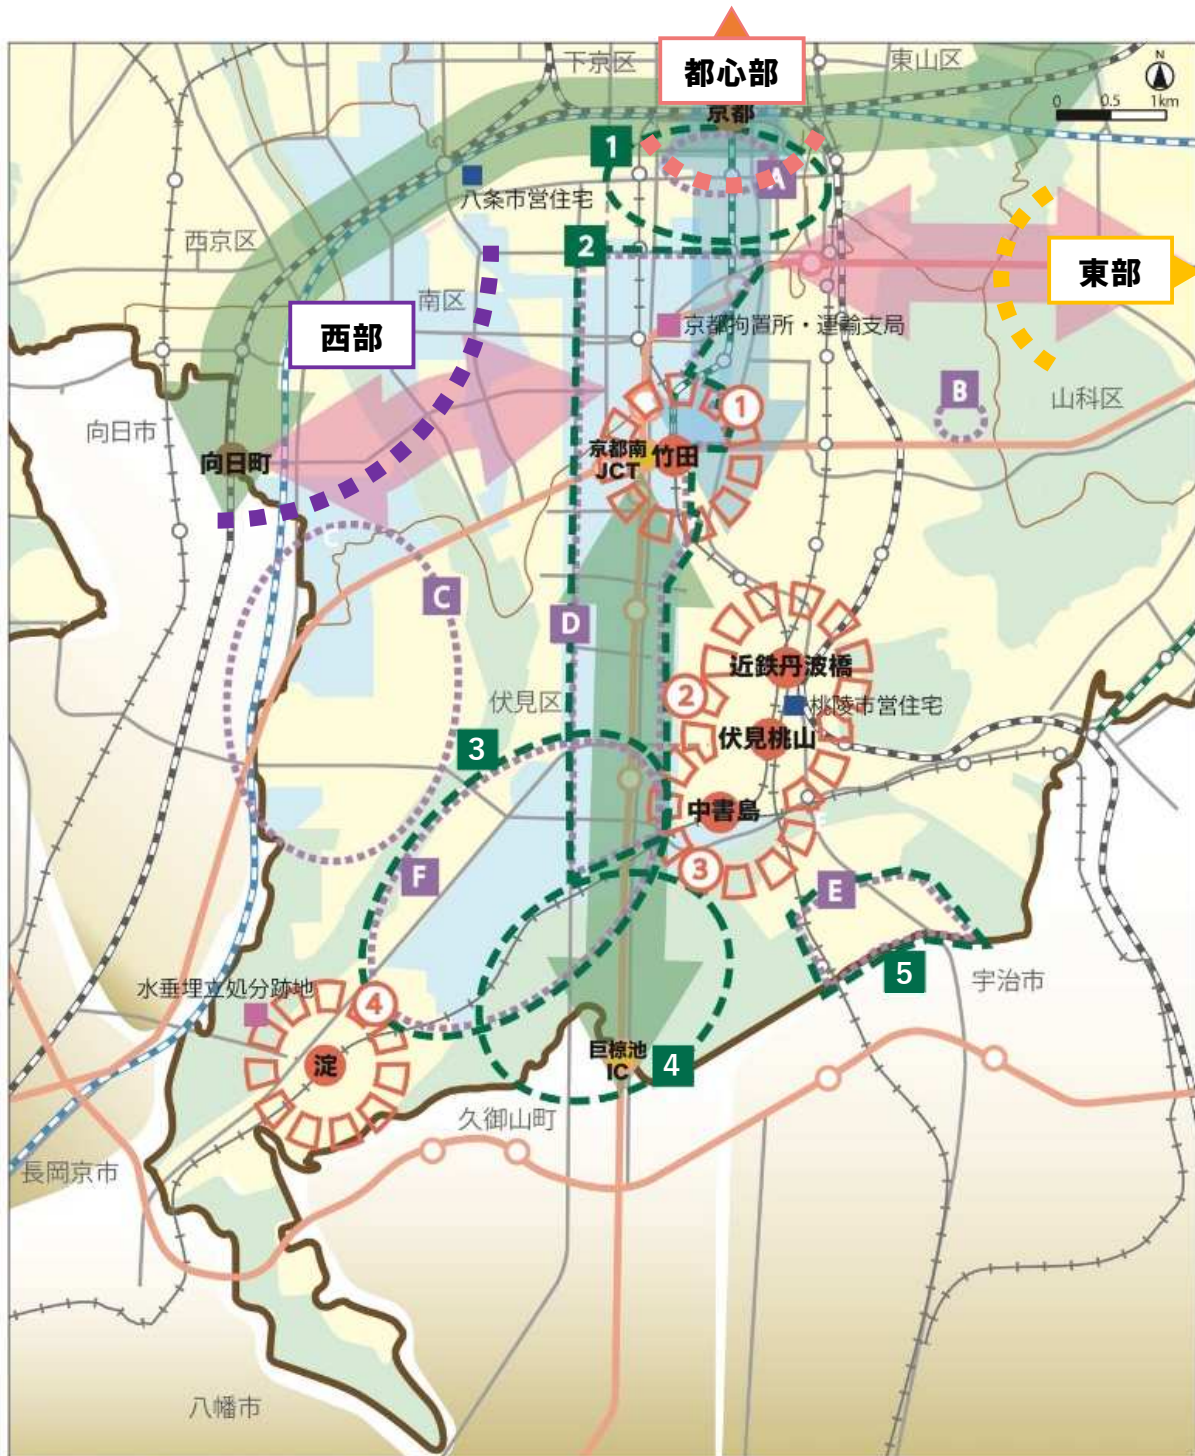 都心部
下京区
東山区
N
0 0.5 1km
京都
1
A
八条市営住宅
西京区
2
東部
南区
西部
京都拘置所・運輸支局
B
山科区
向日市
1
向日町
京都南
JCT
竹田
C
C
D
近鉄丹波橋
2
桃陵市営住宅
伏見区
伏見桃山
3
中書島
E
3
F
E
5
宇治市
水垂埋立処分跡地
4
淀
巨椋池
IC
4
久御山町
長岡京市
八幡市